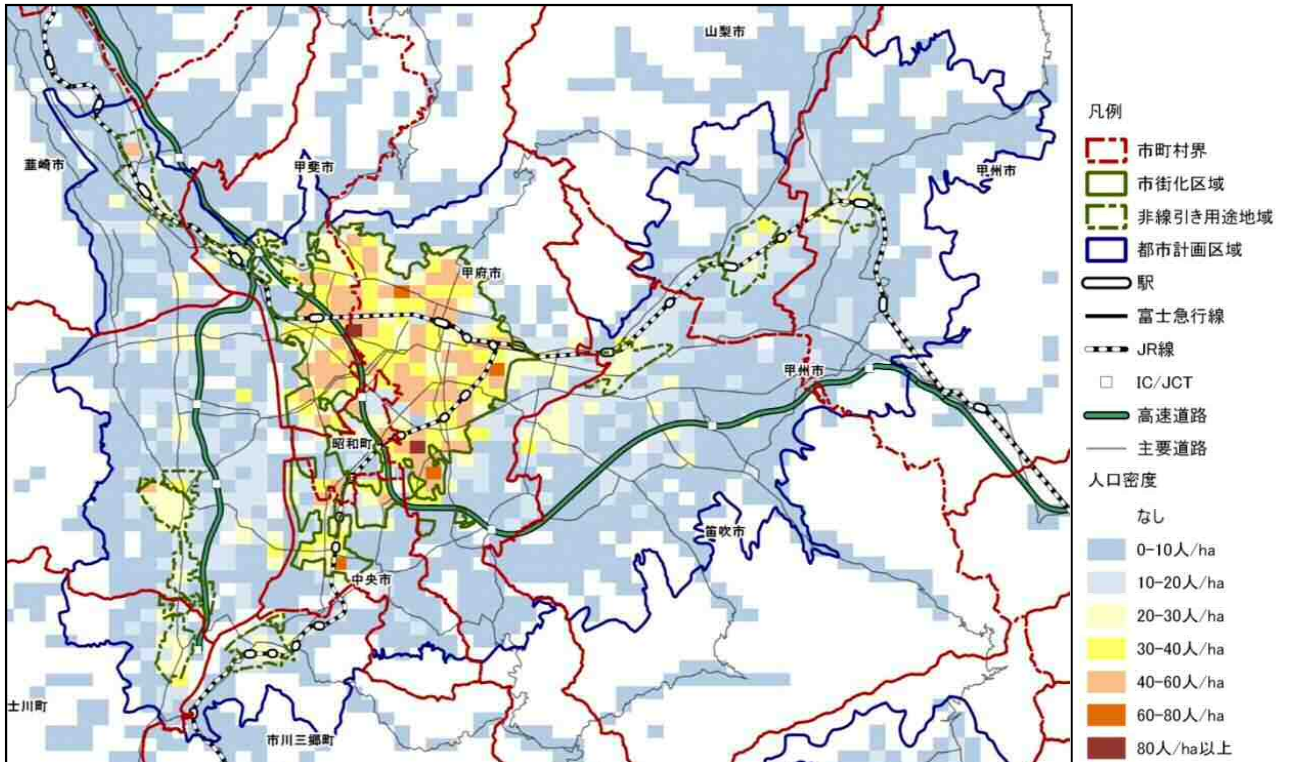 山梨市
韮崎市
甲斐市
甲州市
甲府市
甲州市
昭和町
笛吹市
中央市
士川町
市川三郷町
凡例
市町村界
市街化区域
非線引き用途地域
都市計画区域
駅
富士急行線
JR線
IC/JCT
高速道路
主要道路
人口密度
なし
0-10人/ha
10-20人/ha
20-30人/ha
30-40人/ha
40-60人/ha
60-80人/ha
80人/ha以上